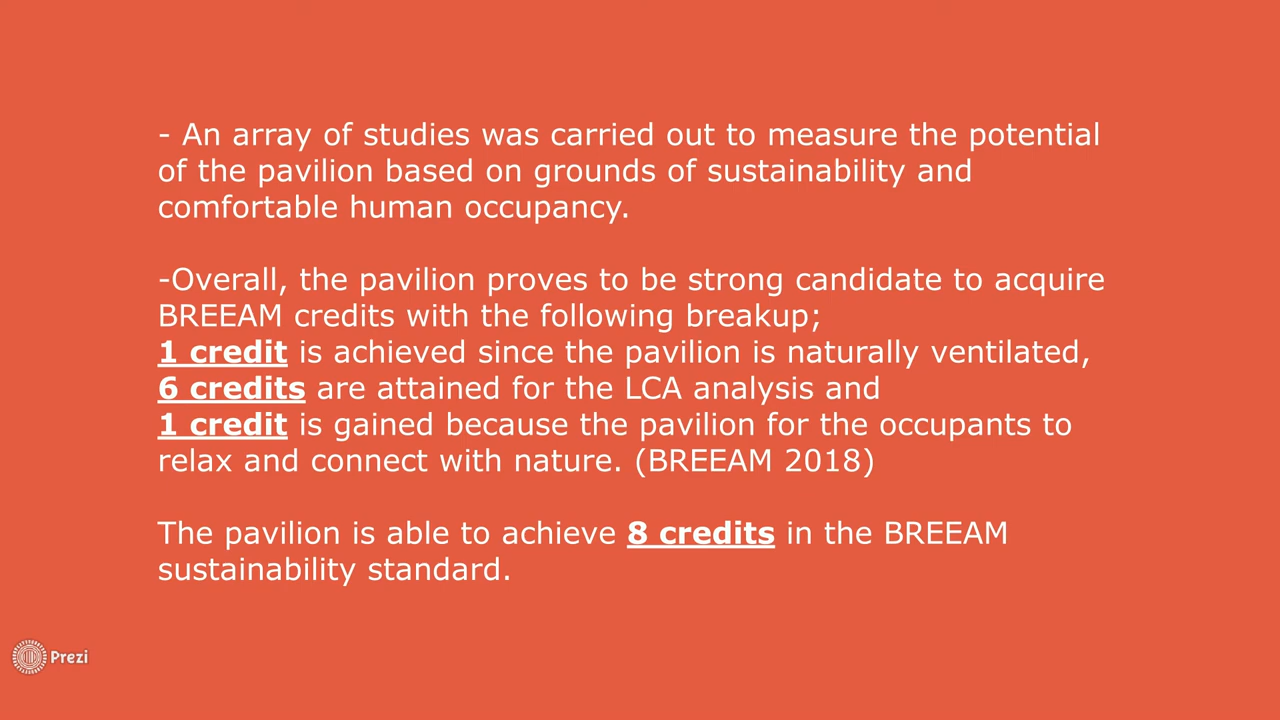 - An array of studies was carried out to measure the potential
of the pavilion based on grounds of sustainability and
comfortable human occupancy.
-Overall, the pavilion proves to be strong candidate to acquire
BREEAM credits with the following breakup;
1 credit is achieved since the pavilion is naturally ventilated,
6 credits are attained for the LCA analysis and
1 credit is gained because the pavilion for the occupants to
relax and connect with nature. (BREEAM 2018)
The pavilion is able to achieve 8 credits in the BREEAM
sustainability standard.
Prezi